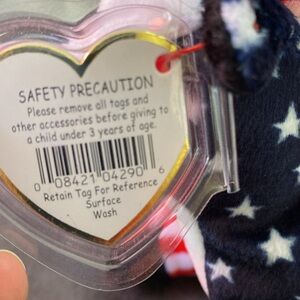 SAFETY PRECAUTION
Please remove all tags and
other accessories before giving to
a child under 3 years of age.
0 08421 04290 6
Retain Tag For Reference
Surface
Wash